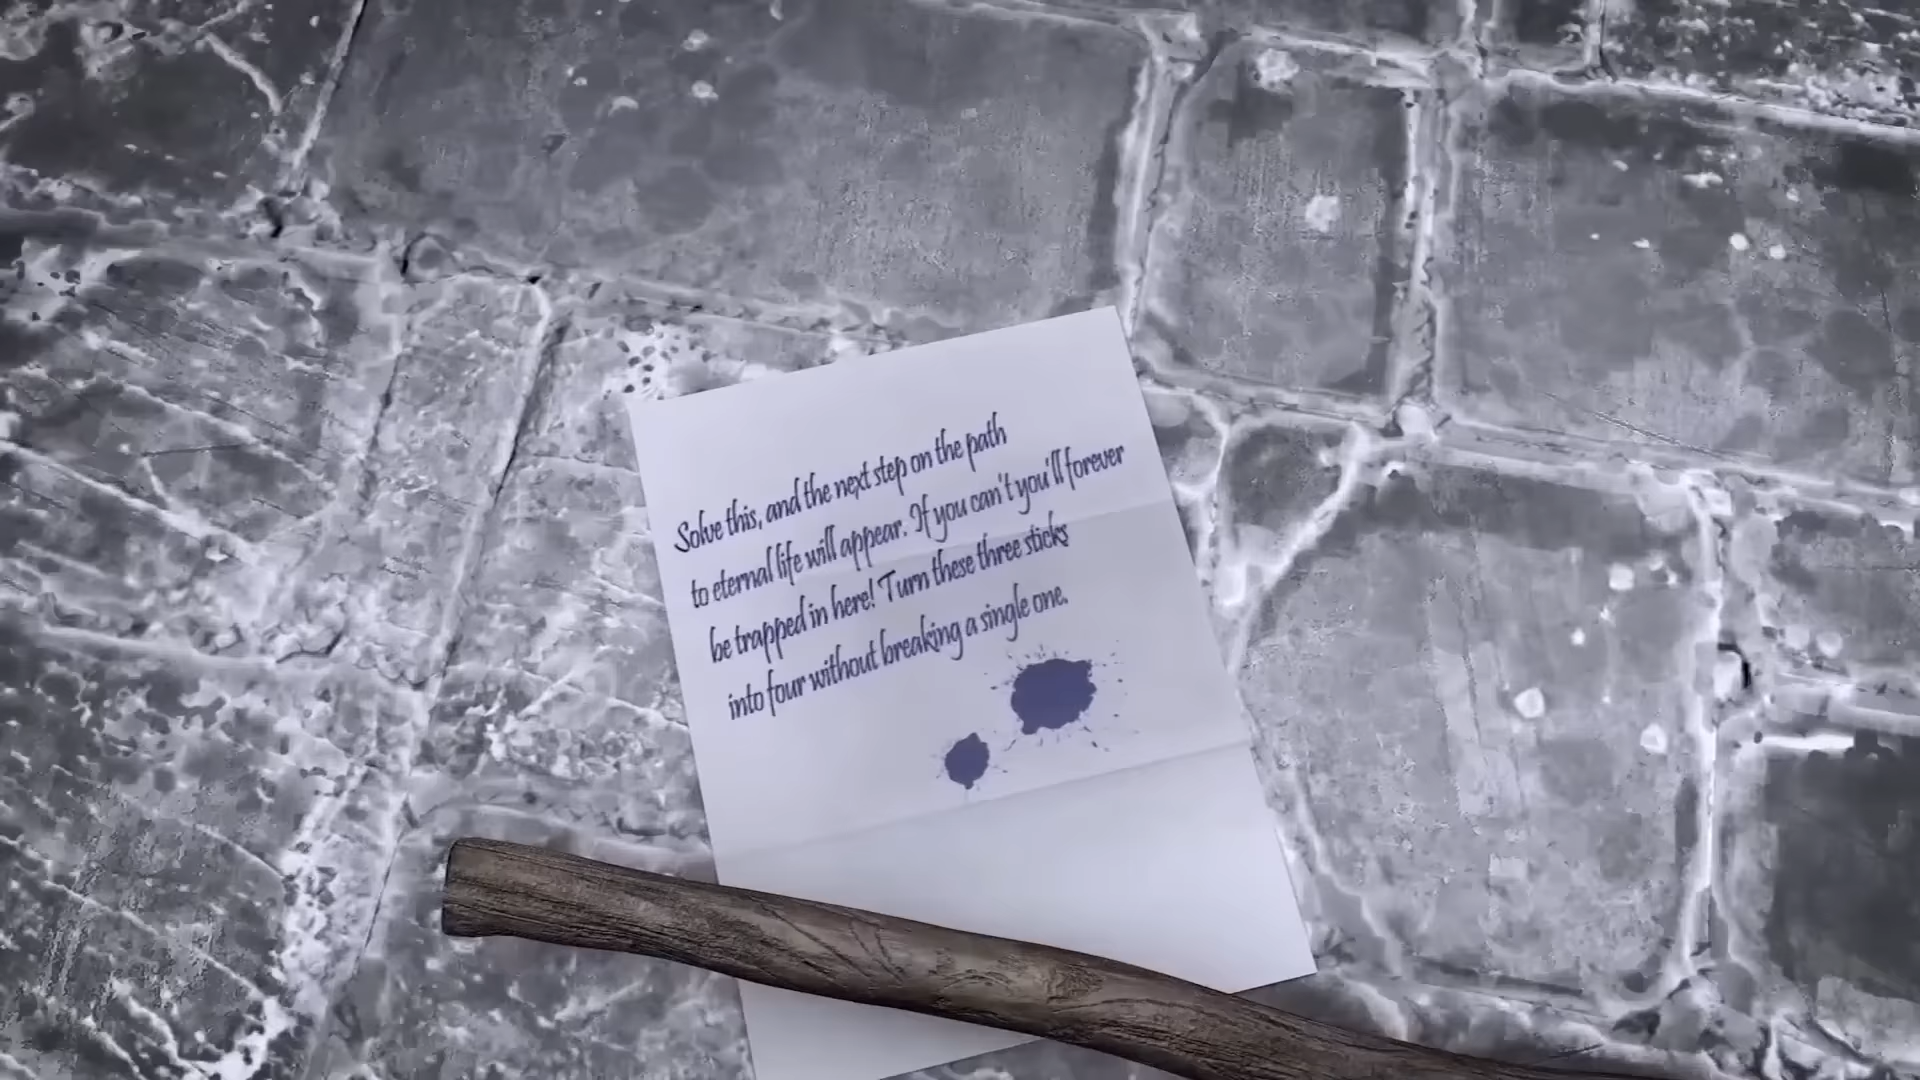 Solve this, and the next step on the path
to eternal life will appear. If you can't you'll forever
be trapped in here! Turn these three sticks
into four without breaking a single one.